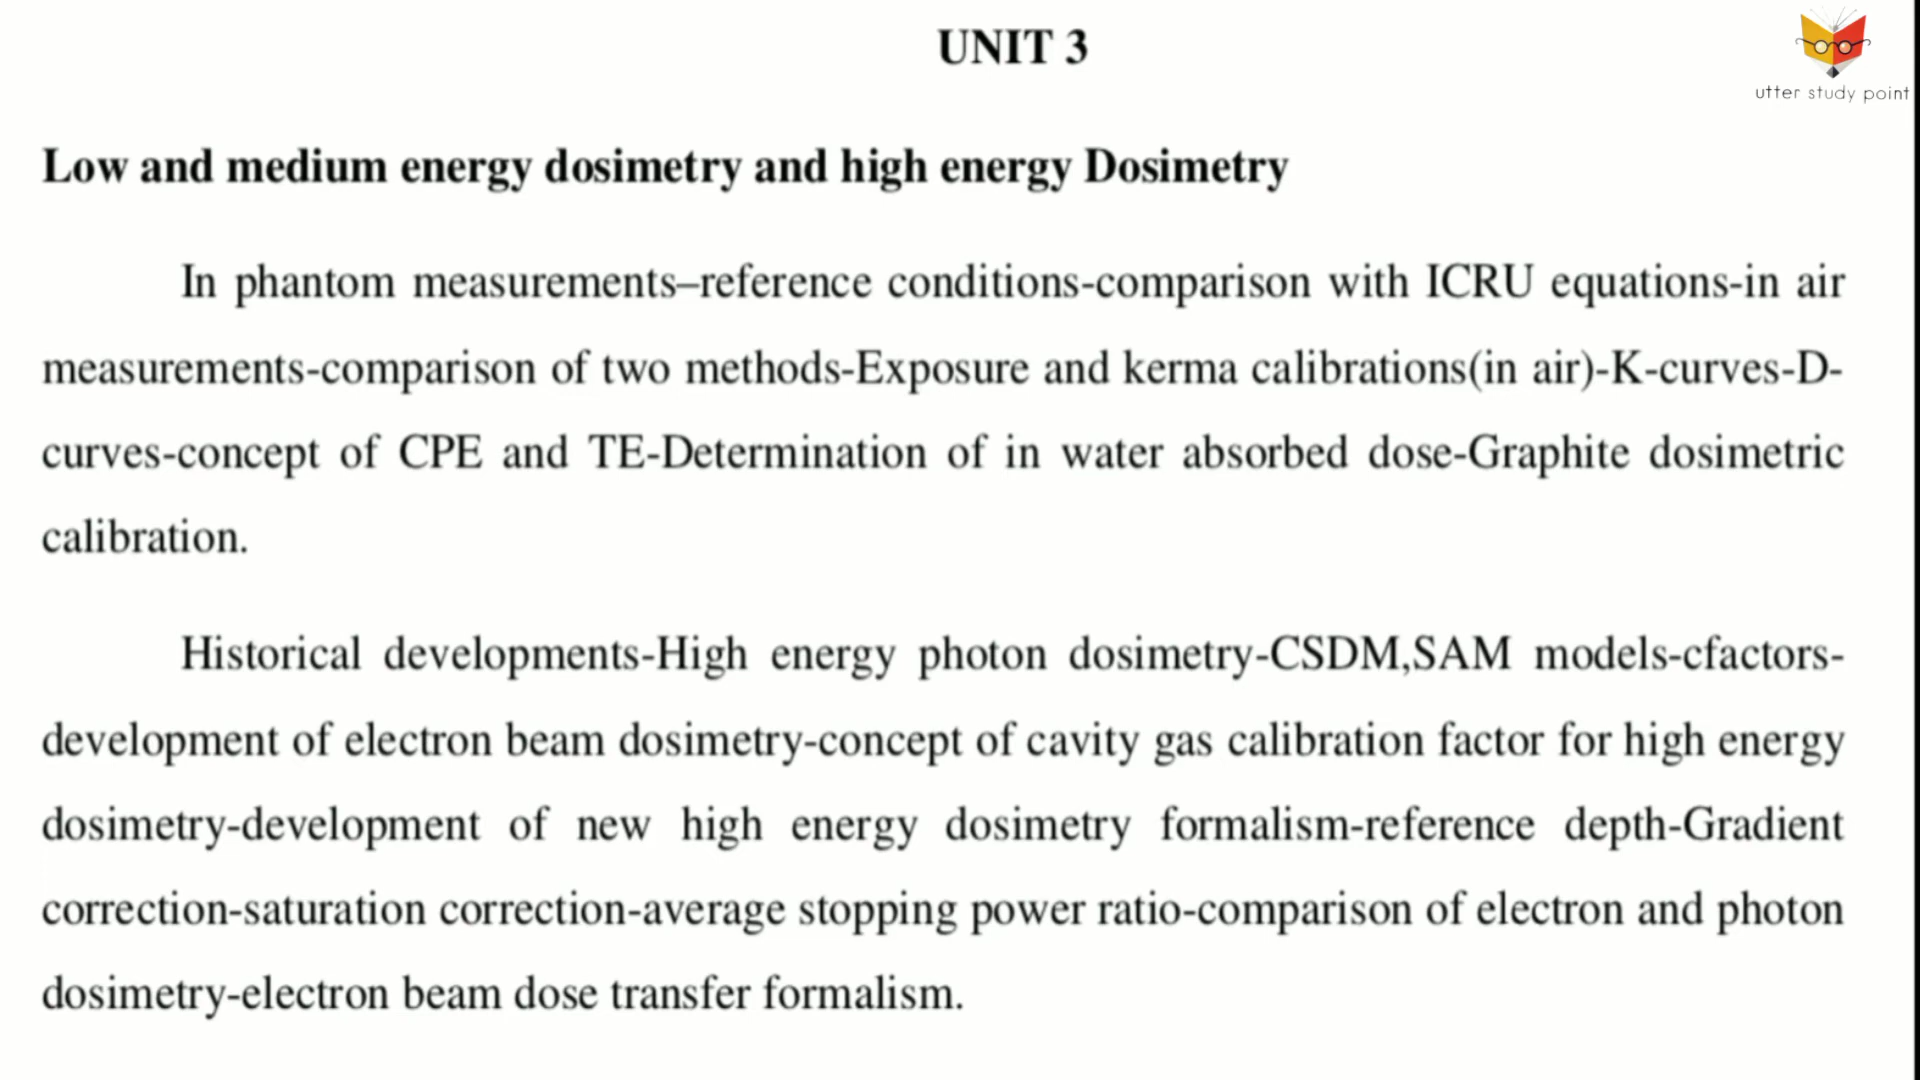 UNIT 3
utter study point
Low and medium energy dosimetry and high energy Dosimetry
In phantom measurements–reference conditions-comparison with ICRU equations-in air
measurements-comparison of two methods-Exposure and kerma calibrations(in air)-K-curves-D-
curves-concept of CPE and TE-Determination of in water absorbed dose-Graphite dosimetric
calibration.
Historical developments-High energy photon dosimetry-CSDM,SAM models-cfactors-
development of electron beam dosimetry-concept of cavity gas calibration factor for high energy
dosimetry-development of new high energy dosimetry formalism-reference depth-Gradient
correction-saturation correction-average stopping power ratio-comparison of electron and photon
dosimetry-electron beam dose transfer formalism.